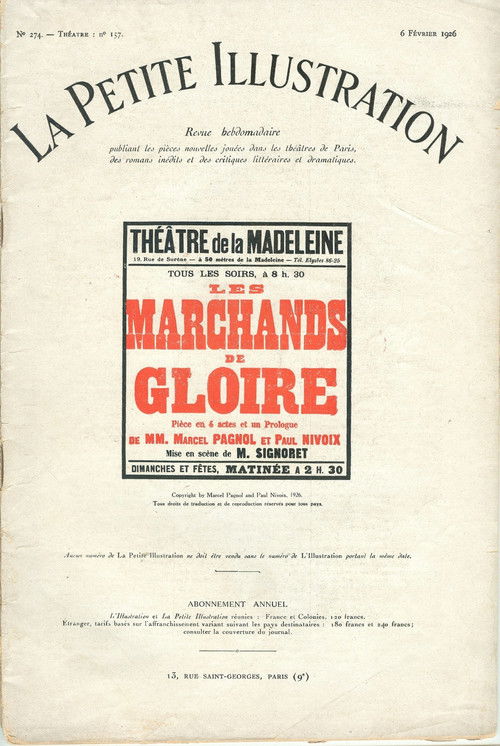 Nº 274. — Théatre : nº 157.
6 Février 1926
La Petite Illustration
Revue hebdomadaire
publiant les pièces nouvelles jouées dans les théâtres de Paris,
des romans inédits et des critiques littéraires et dramatiques.
THÉÂTRE de la MADELEINE
19, Rue de Surène — à 50 mètres de la Madeleine — Tél. Elysées 86-25
TOUS LES SOIRS, à 8 h. 30
LES
MARCHANDS
DE
GLOIRE
Pièce en 4 actes et un Prologue
DE MM. Marcel PAGNOL ET Paul NIVOIX
Mise en scène de M. SIGNORET
DIMANCHES ET FÊTES, MATINÉE A 2 H. 30
Copyright by Marcel Pagnol and Paul Nivoix, 1926.
Tous droits de traduction et de reproduction réservés pour tous pays.
Aucun numéro de La Petite Illustration ne doit être vendu sans le numéro de L'Illustration portant la même date.
ABONNEMENT ANNUEL
L'Illustration et La Petite Illustration réunies : France et Colonies, 120 francs.
Etranger, tarifs basés sur l'affranchissement variant suivant les pays destinataires : 180 francs et 240 francs;
consulter la couverture du journal.
13, RUE SAINT-GEORGES, PARIS (9e)